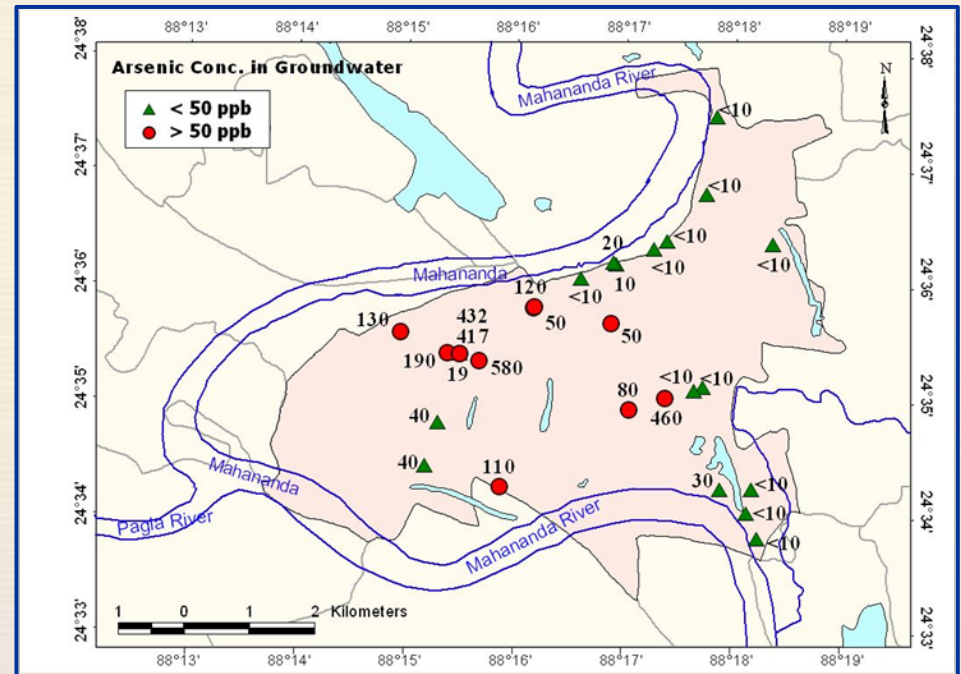 88°13' 88°14' 88°15' 88°16' 88°17' 88°18' 88°19'
24°38' 24°38'
Arsenic Conc. in Groundwater
< 50 ppb
> 50 ppb
Mahananda River
N
S
<10
24°37' 24°37'
<10
20 <10
<10
<10
10
24°36' 24°36'
Mahananda
<10
120
50
50
130
432
417
190
19
580
24°35' 24°35'
<10 <10
80
460
40
40
110
30
<10
<10
<10
Mahananda
24°34' 24°34'
Pagla River
Mahananda River
1 0 1 2 Kilometers
24°33' 24°33'
88°13' 88°14' 88°15' 88°16' 88°17' 88°18' 88°19'